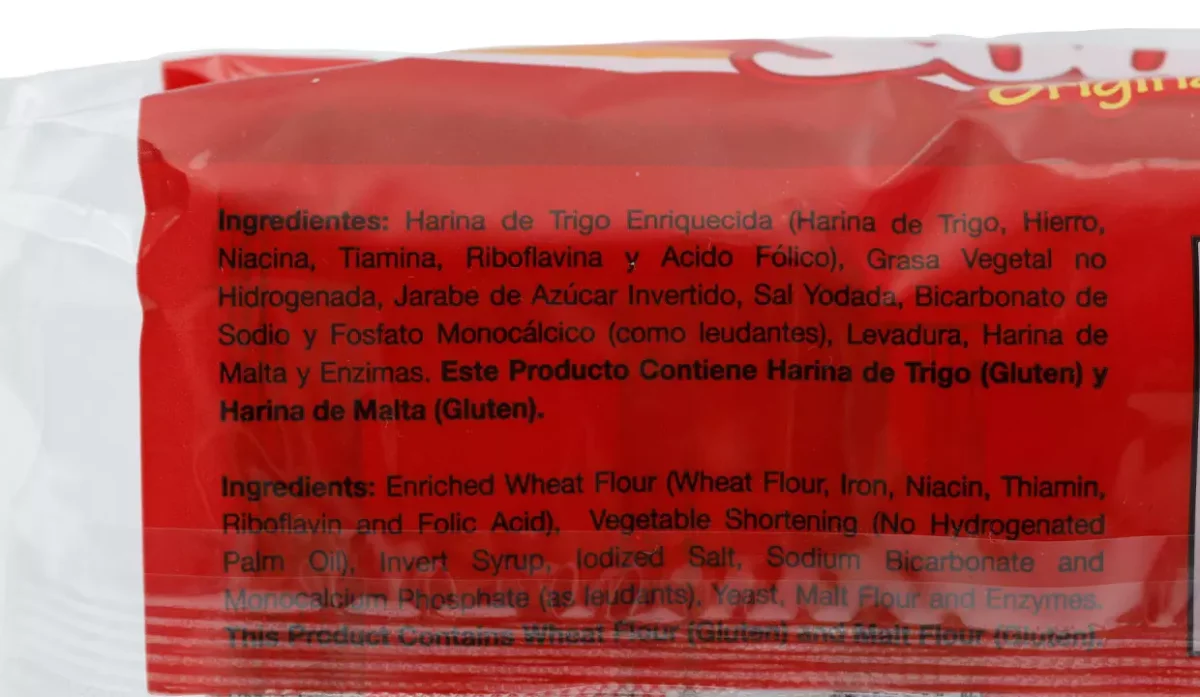 Original
Ingredientes: Harina de Trigo Enriquecida (Harina de Trigo, Hierro,
Niacina, Tiamina, Riboflavina y Acido Fólico), Grasa Vegetal no
Hidrogenada, Jarabe de Azúcar Invertido, Sal Yodada, Bicarbonato de
Sodio y Fosfato Monocálcico (como leudantes), Levadura, Harina de
Malta y Enzimas. Este Producto Contiene Harina de Trigo (Gluten) y
Harina de Malta (Gluten).
Ingredients: Enriched Wheat Flour (Wheat Flour, Iron, Niacin, Thiamin,
Riboflavin and Folic Acid), Vegetable Shortening (No Hydrogenated
Palm Oil), Invert Syrup, Iodized Salt, Sodium Bicarbonate and
Monocalcium Phosphate (as leudants), Yeast, Malt Flour and Enzymes.
This Product Contains Wheat Flour (Gluten) and Malt Flour (Gluten).